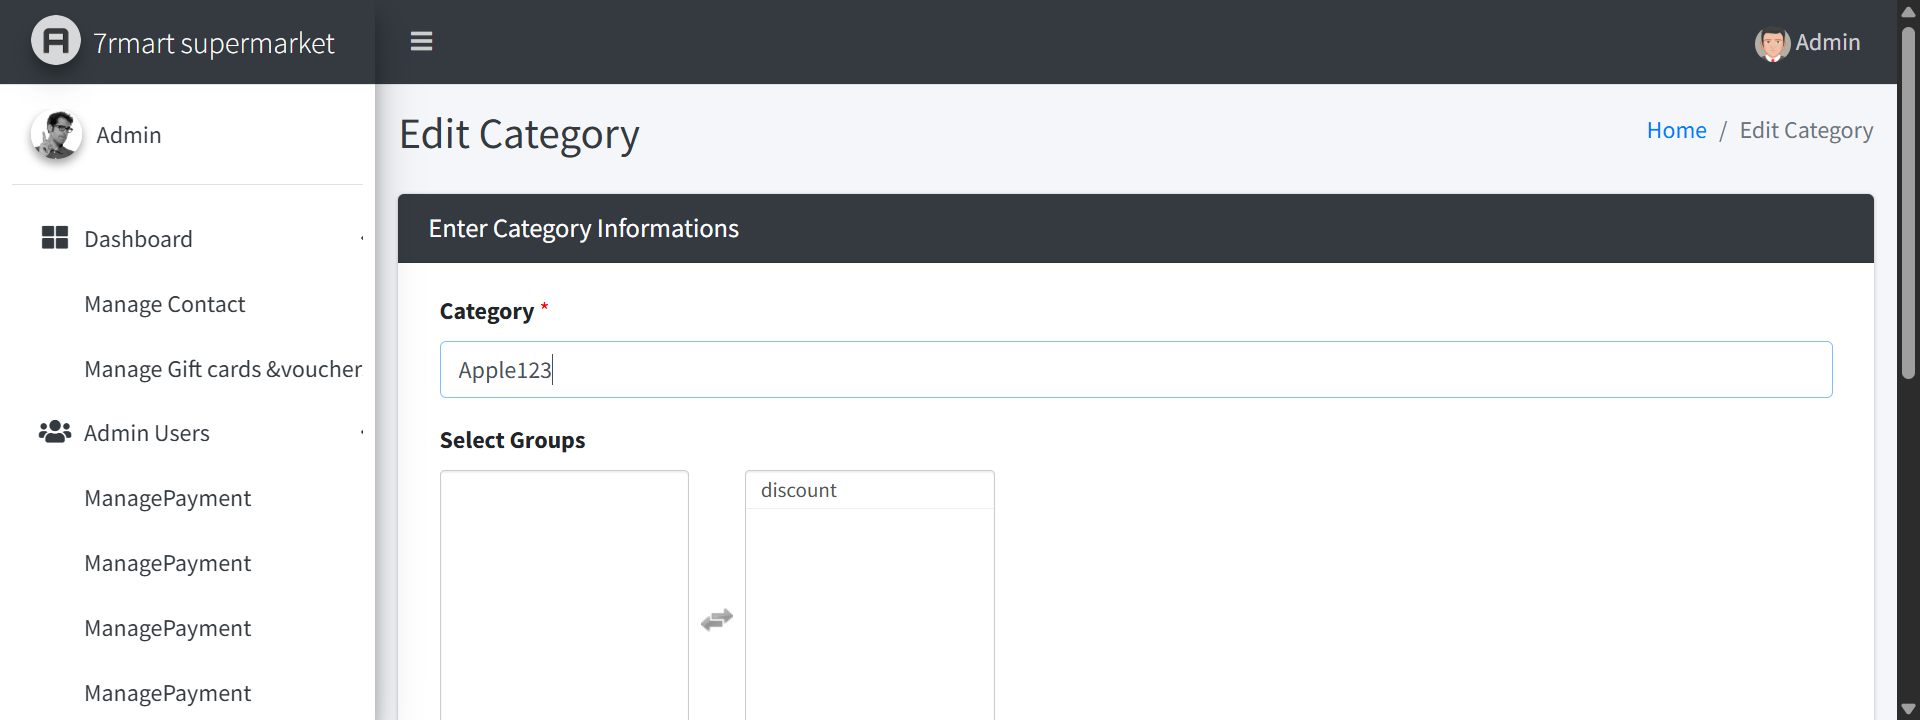 7rmart supermarket
Admin
Admin
Edit Category
Home / Edit Category
Dashboard
Manage Contact
Manage Gift cards &voucher
Admin Users
ManagePayment
ManagePayment
ManagePayment
ManagePayment
Enter Category Informations
Category *
Apple123
Select Groups
discount